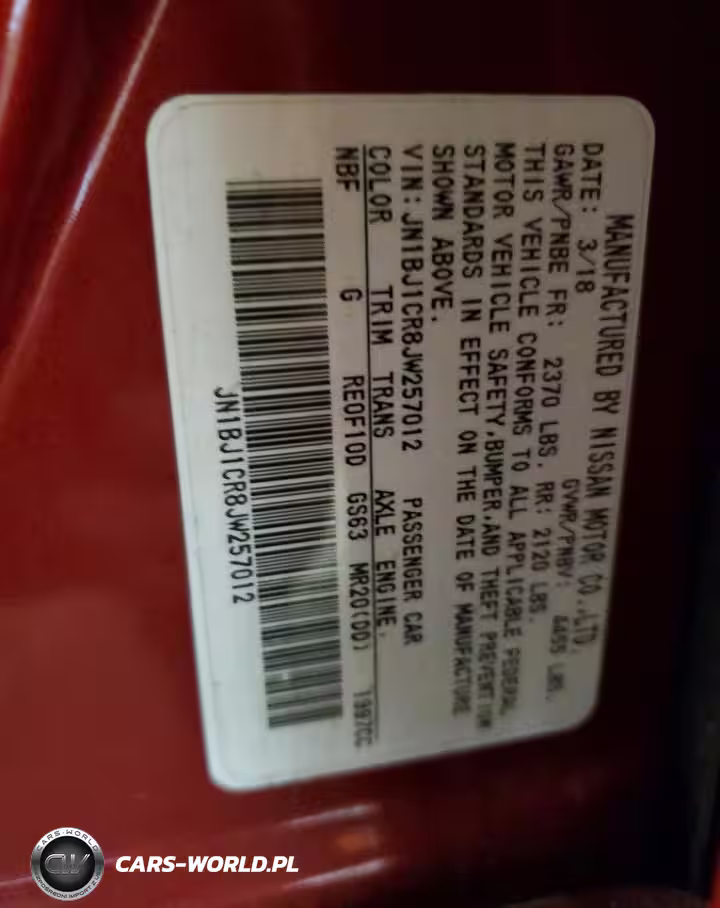 MANUFACTURED BY NISSAN MOTOR CO.,LTD.
DATE: 3/18 GVWR/PNBV: 4455 LBS.
GAWR/PNBE FR: 2370 LBS. RR: 2120 LBS.
THIS VEHICLE CONFORMS TO ALL APPLICABLE FEDERAL
MOTOR VEHICLE SAFETY,BUMPER,AND THEFT PREVENTION
STANDARDS IN EFFECT ON THE DATE OF MANUFACTURE
SHOWN ABOVE.
VIN:JN1BJ1CR8JW257012 PASSENGER CAR
COLOR TRIM TRANS AXLE ENGINE.
NBF G RE0F10D GS63 MR20(DD) 1997CC
JN1BJ1CR8JW257012
CARS-WORLD
CW
CARS-WORLD.PL